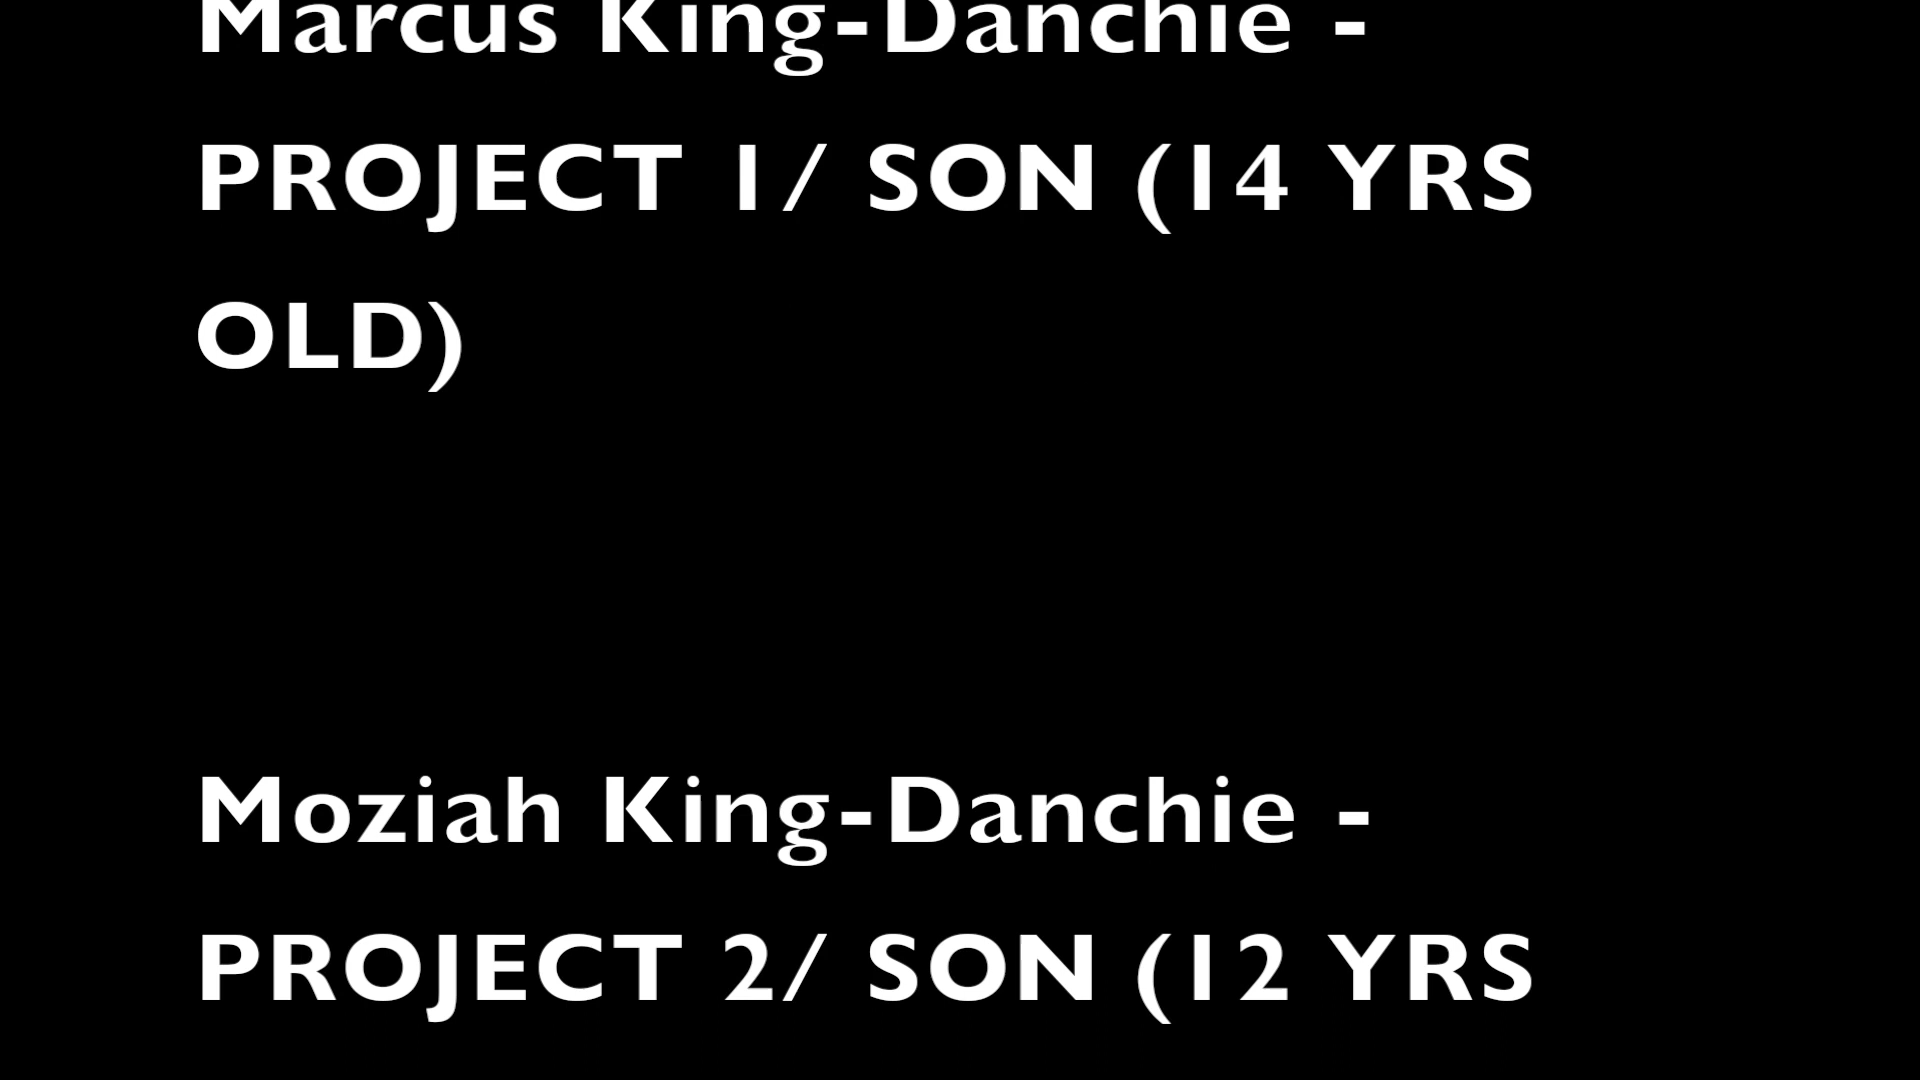 Marcus King-Danchie -
PROJECT 1/ SON (14 YRS
OLD)
Moziah King-Danchie -
PROJECT 2/ SON (12 YRS